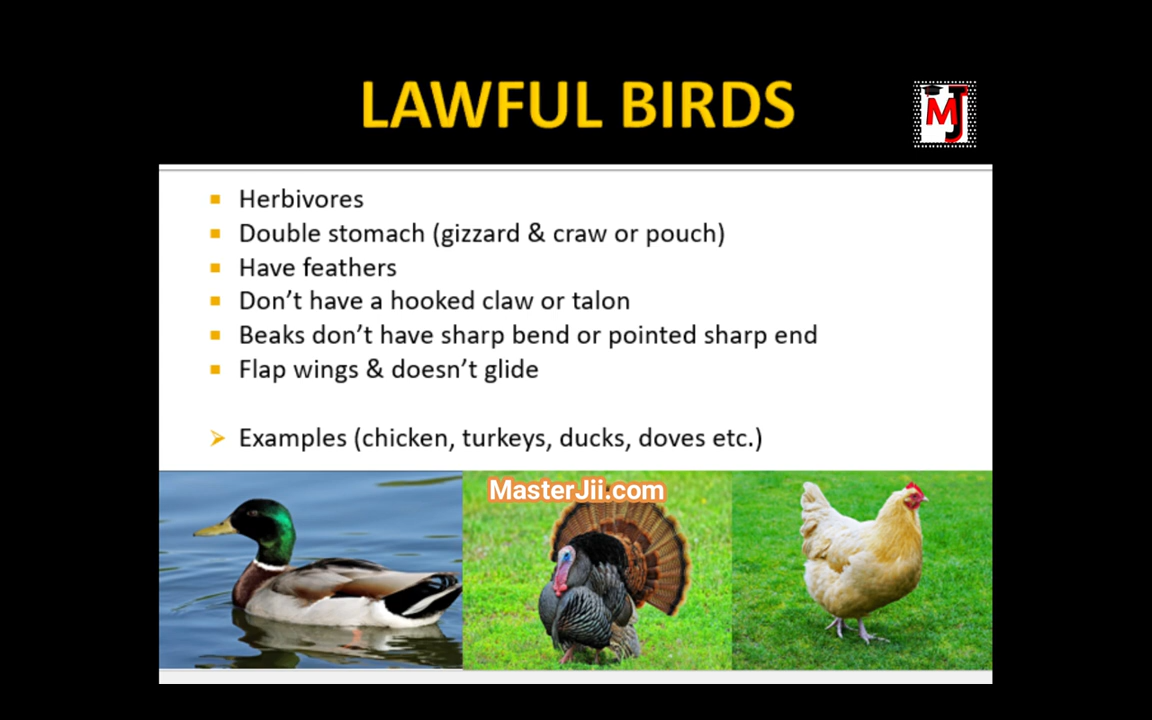 LAWFUL BIRDS
MJ
Herbivores
Double stomach (gizzard & craw or pouch)
Have feathers
Don’t have a hooked claw or talon
Beaks don’t have sharp bend or pointed sharp end
Flap wings & doesn’t glide
Examples (chicken, turkeys, ducks, doves etc.)
MasterJii.com